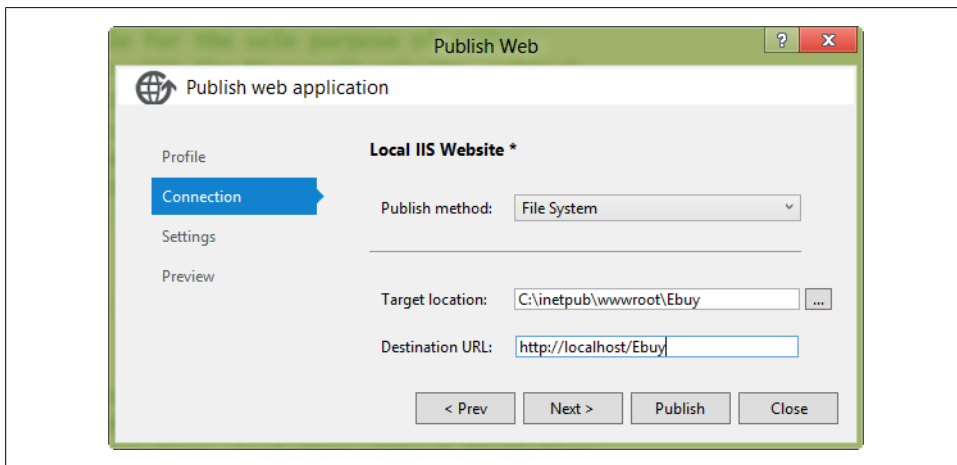 Publish Web
?
x
Publish web application
Profile
Connection
Settings
Preview
Local IIS Website *
Publish method: File System
Target location: C:\inetpub\wwwroot\Ebuy ...
Destination URL: http://localhost/Ebuy
< Prev Next > Publish Close